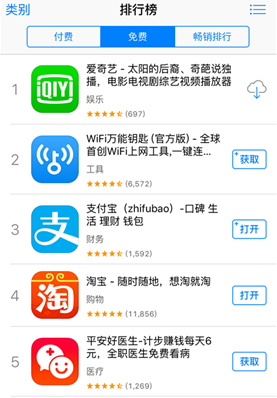 类别
排行榜
付费
免费
畅销排行
1
iQIYI
爱奇艺
爱奇艺 - 太阳的后裔、奇葩说独
播，电影电视剧综艺视频播放器
娱乐
★★★★★ (697)
2
WiFi万能钥匙 (官方版) - 全球
首创WiFi上网工具,一键连...
工具
★★★★★ (6,572)
获取
3
支
支付宝（zhifubao）-口碑 生
活 理财 钱包
财务
★★★★★ (1,592)
打开
4
淘
淘宝 - 随时随地，想淘就淘
购物
★★★★★ (11,856)
打开
5
平安好医生-计步赚钱每天6
元，全职医生免费看病
医疗
★★★★★ (1,269)
获取